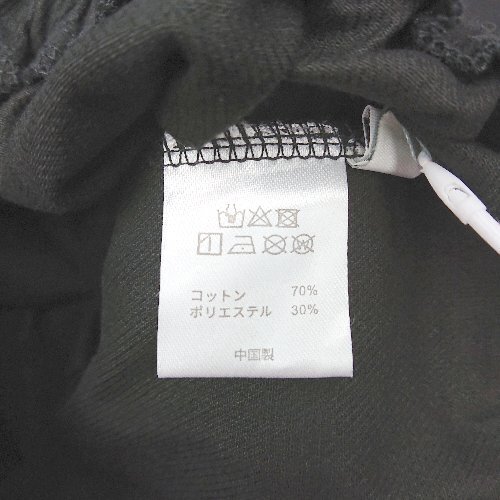 コットン 70%
ポリエステル 30%
中国製